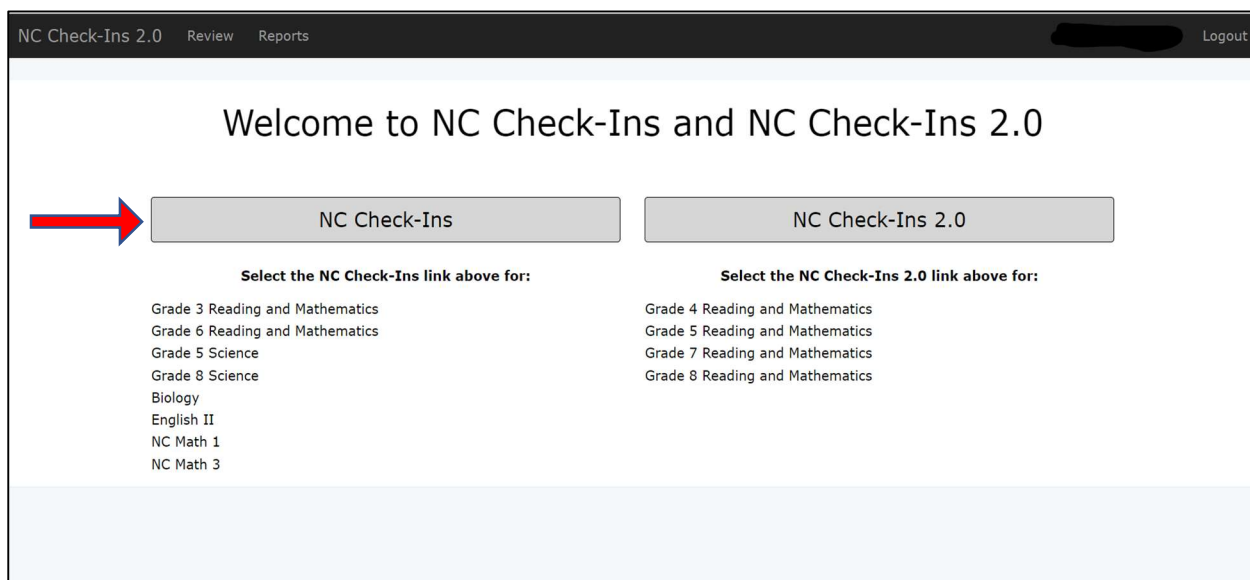 NC Check-Ins 2.0 Review Reports Logout
Welcome to NC Check-Ins and NC Check-Ins 2.0
NC Check-Ins
NC Check-Ins 2.0
Select the NC Check-Ins link above for:
Grade 3 Reading and Mathematics
Grade 6 Reading and Mathematics
Grade 5 Science
Grade 8 Science
Biology
English II
NC Math 1
NC Math 3
Select the NC Check-Ins 2.0 link above for:
Grade 4 Reading and Mathematics
Grade 5 Reading and Mathematics
Grade 7 Reading and Mathematics
Grade 8 Reading and Mathematics